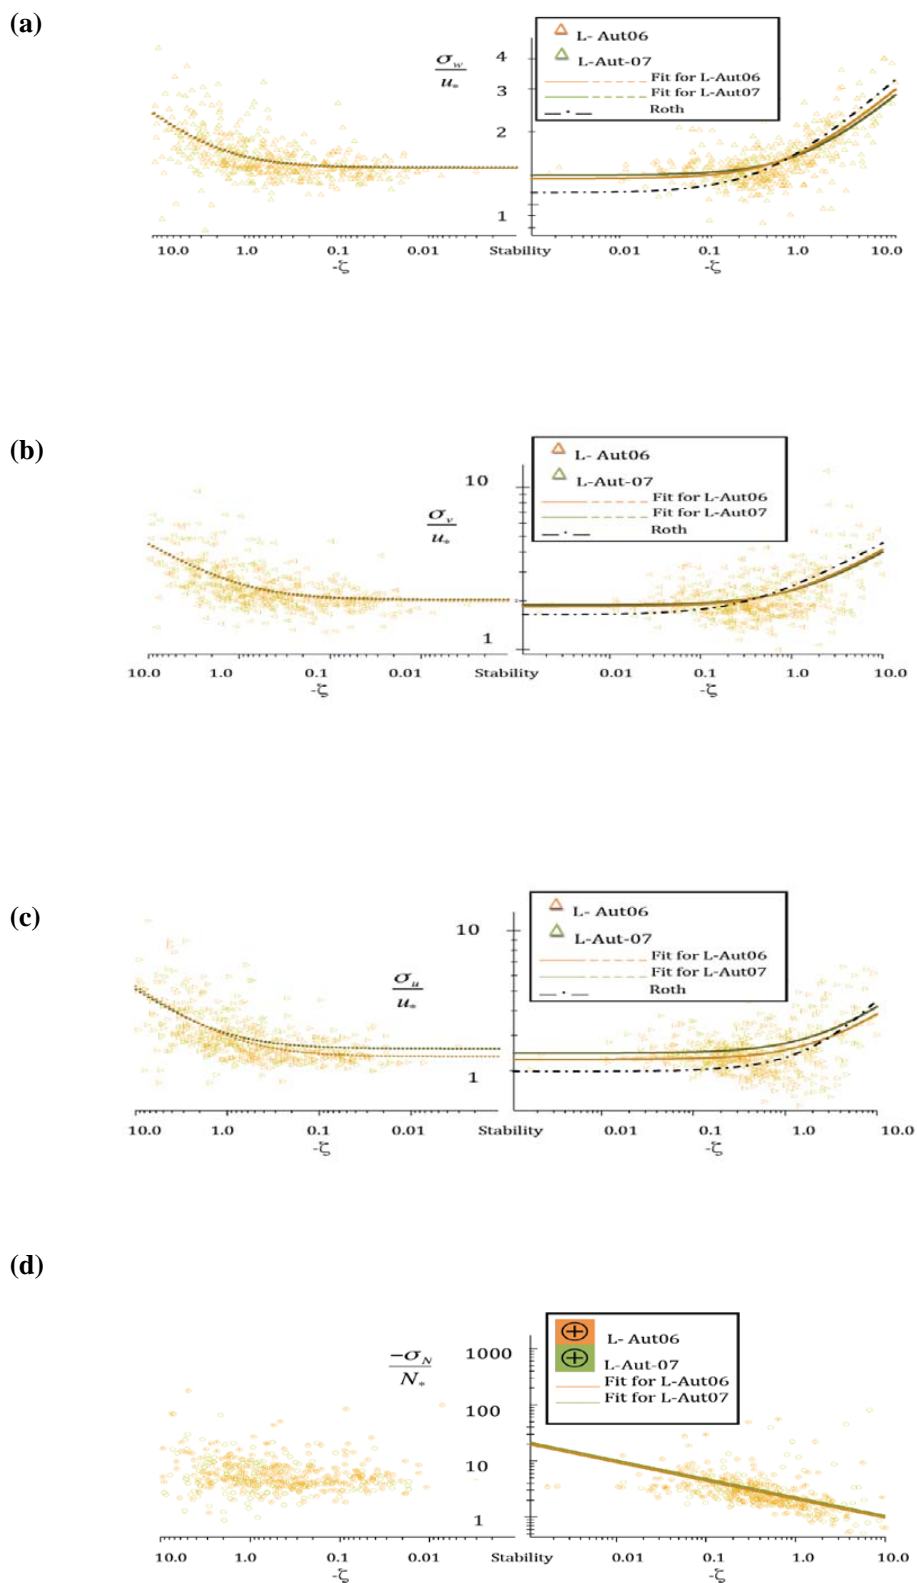 (a)
σw
u*
4
3
2
1
L- Aut06
L-Aut-07
Fit for L-Aut06
Fit for L-Aut07
Roth
10.0 1.0 0.1 0.01 Stability 0.01 0.1 1.0 10.0
-ζ -ζ
(b)
σv
u*
10
1
L- Aut06
L-Aut-07
Fit for L-Aut06
Fit for L-Aut07
Roth
10.0 1.0 0.1 0.01 Stability 0.01 0.1 1.0 10.0
-ζ -ζ
(c)
σu
u*
10
1
L- Aut06
L-Aut-07
Fit for L-Aut06
Fit for L-Aut07
Roth
10.0 1.0 0.1 0.01 Stability 0.01 0.1 1.0 10.0
-ζ -ζ
(d)
-σN
N*
1000
100
10
1
L- Aut06
L-Aut-07
Fit for L-Aut06
Fit for L-Aut07
10.0 1.0 0.1 0.01 Stability 0.01 0.1 1.0 10.0
-ζ -ζ